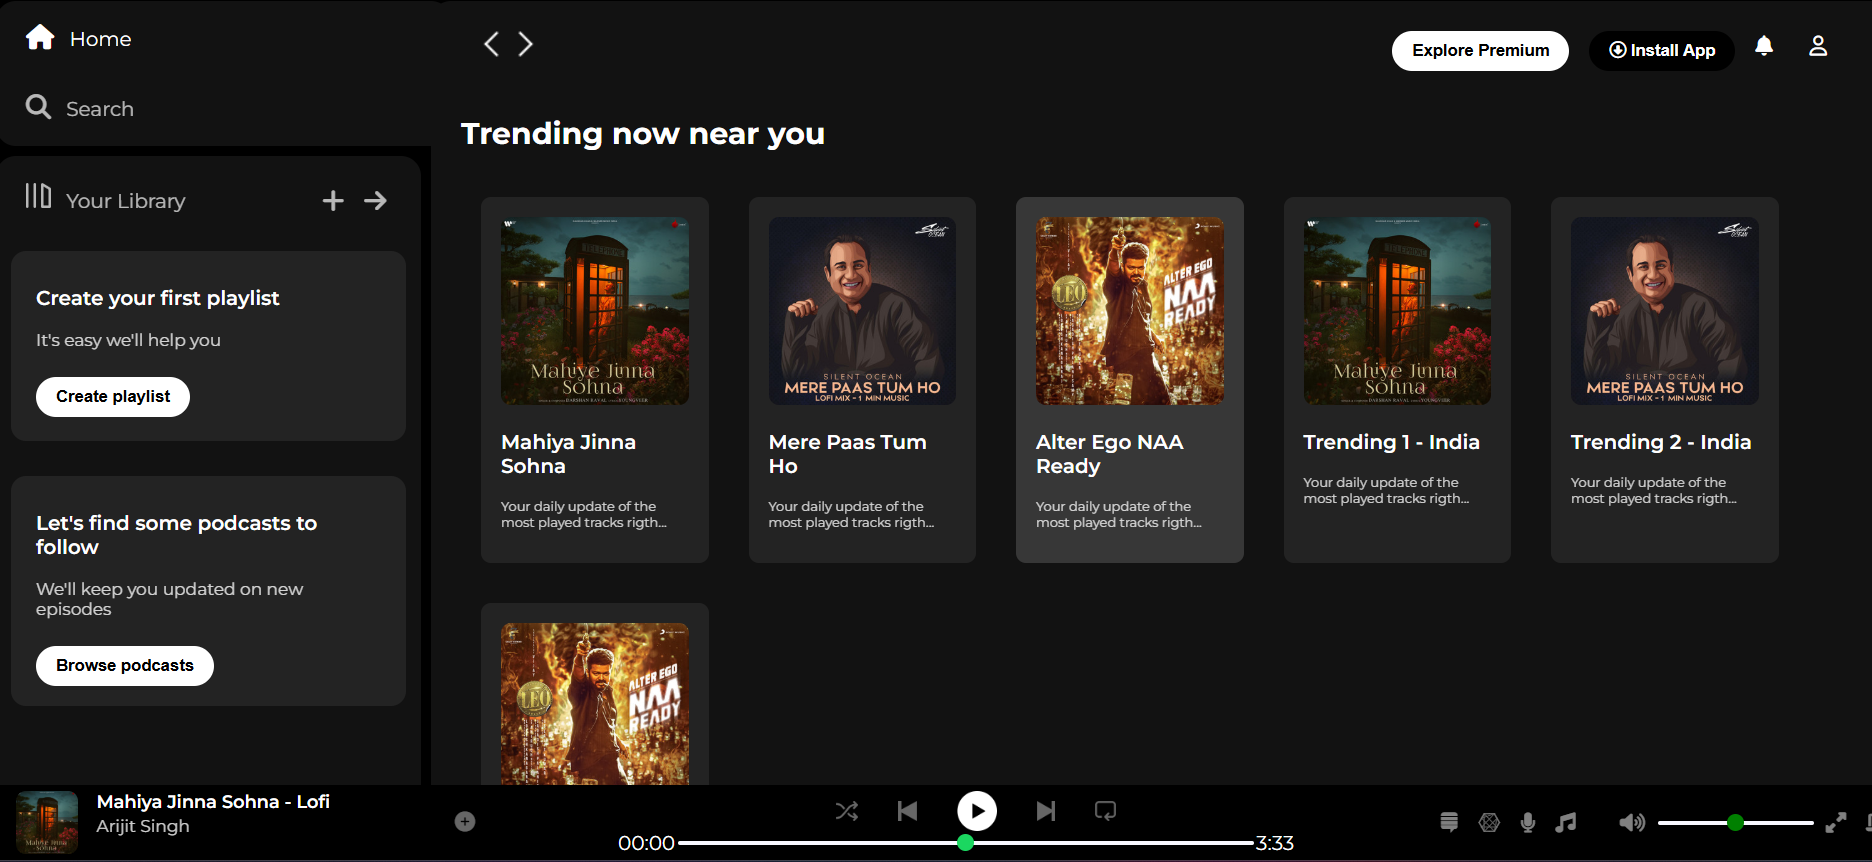 Home
Search
Your Library
Create your first playlist
It's easy we'll help you
Create playlist
Let's find some podcasts to
follow
We'll keep you updated on new
episodes
Browse podcasts
Explore Premium
Install App
Trending now near you
Mahiye Jinna
Sohna
Mahiya Jinna
Sohna
Your daily update of the
most played tracks rigth...
Silent
OCEAN
SILENT OCEAN
MERE PAAS TUM HO
LOFI MIX - 1 MIN MUSIC
Mere Paas Tum
Ho
Your daily update of the
most played tracks rigth...
LEO
ALTER EGO
NAA
READY
Alter Ego NAA
Ready
Your daily update of the
most played tracks rigth...
Mahiye Jinna
Sohna
Trending 1 - India
Your daily update of the
most played tracks rigth...
Silent
OCEAN
SILENT OCEAN
MERE PAAS TUM HO
LOFI MIX - 1 MIN MUSIC
Trending 2 - India
Your daily update of the
most played tracks rigth...
LEO
ALTER EGO
NAA
READY
Mahiya Jinna Sohna - Lofi
Arijit Singh
00:00
3:33